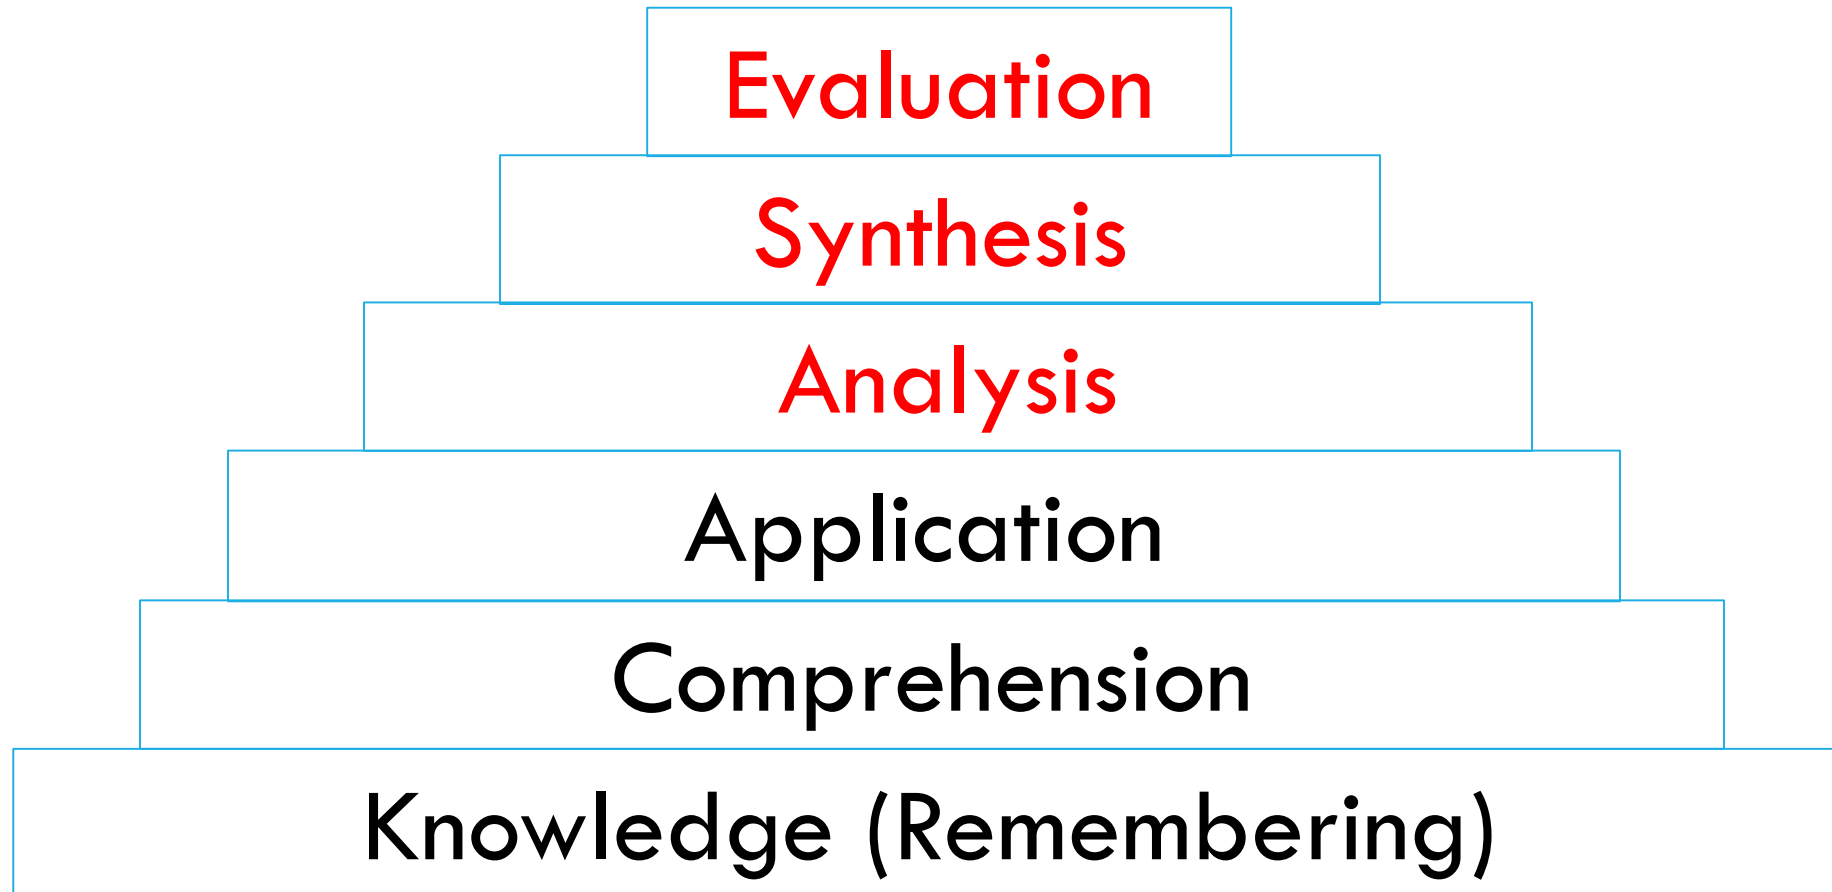 Evaluation
Synthesis
Analysis
Application
Comprehension
Knowledge (Remembering)